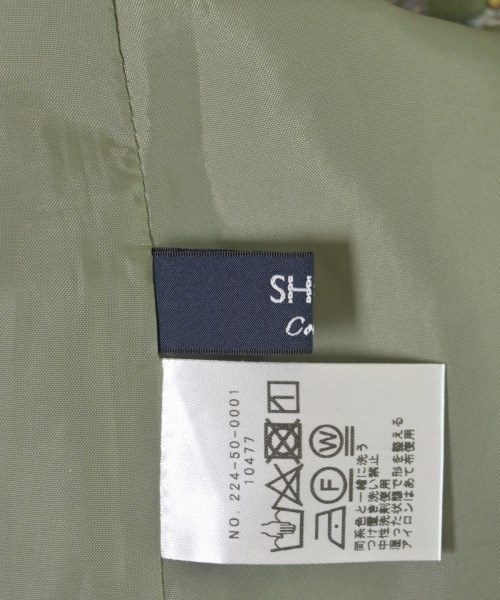 SH
Co
NO. 224-50-0001
10477
F W
同系色と一緒に洗う
つけ置き洗い禁止
中性洗剤使用
湿った状態で形を整える
アイロンはあて布使用